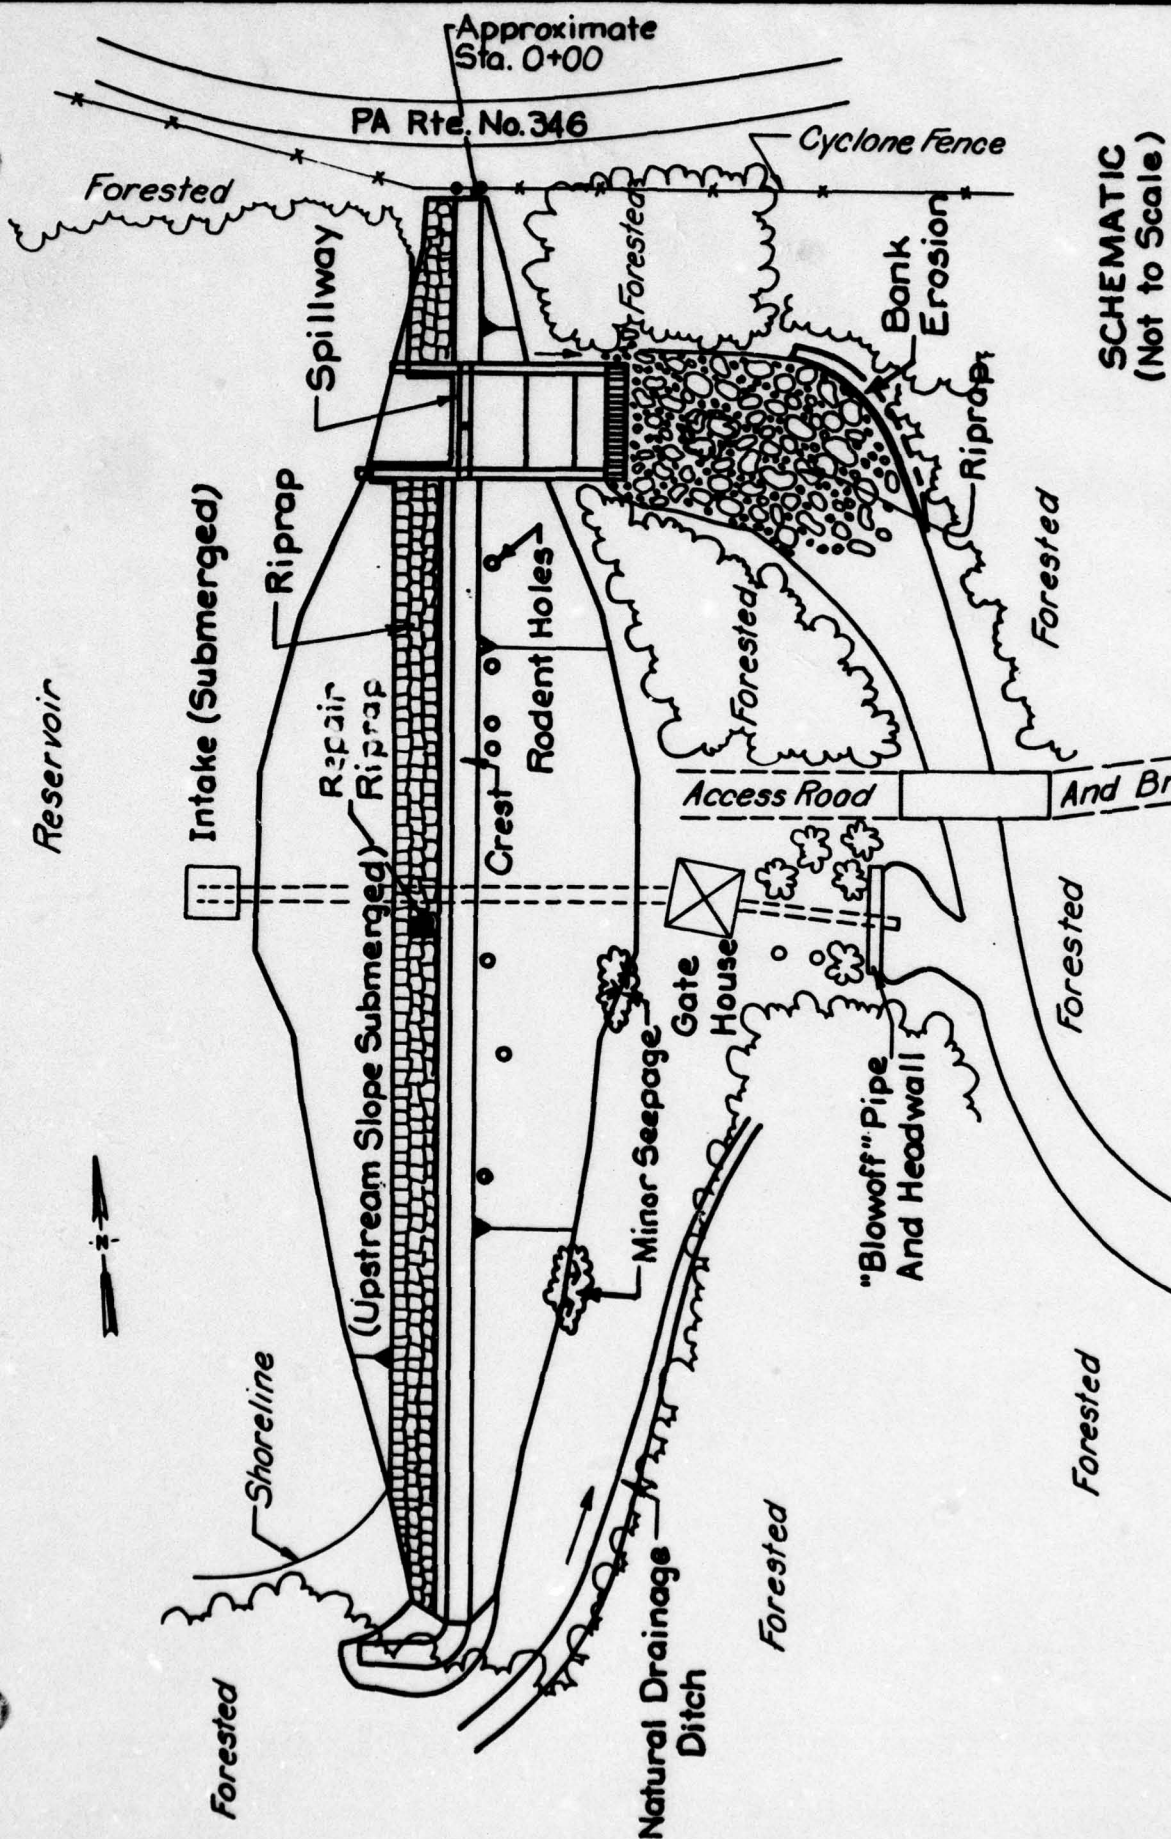 Approximate
Sta. 0+00
PA Rte. No. 346
Cyclone Fence
Forested
Spillway
Forested
Bank
Erosion
SCHEMATIC
(Not to Scale)
Riprap
Reservoir
Intake (Submerged)
Riprap
Repair
Riprap
Rodent Holes
Crest
Forested
Forested
Access Road
And Br
(Upstream Slope Submerged)
Gate
House
Forested
Minor Seepage
"Blowoff" Pipe
And Headwall
N
Shoreline
Forested
Forested
Natural Drainage
Ditch
Forested